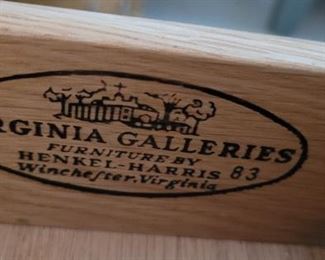 RGINIA GALLERIES
FURNITURE BY
HENKEL-HARRIS 83
Winchester, Virginia